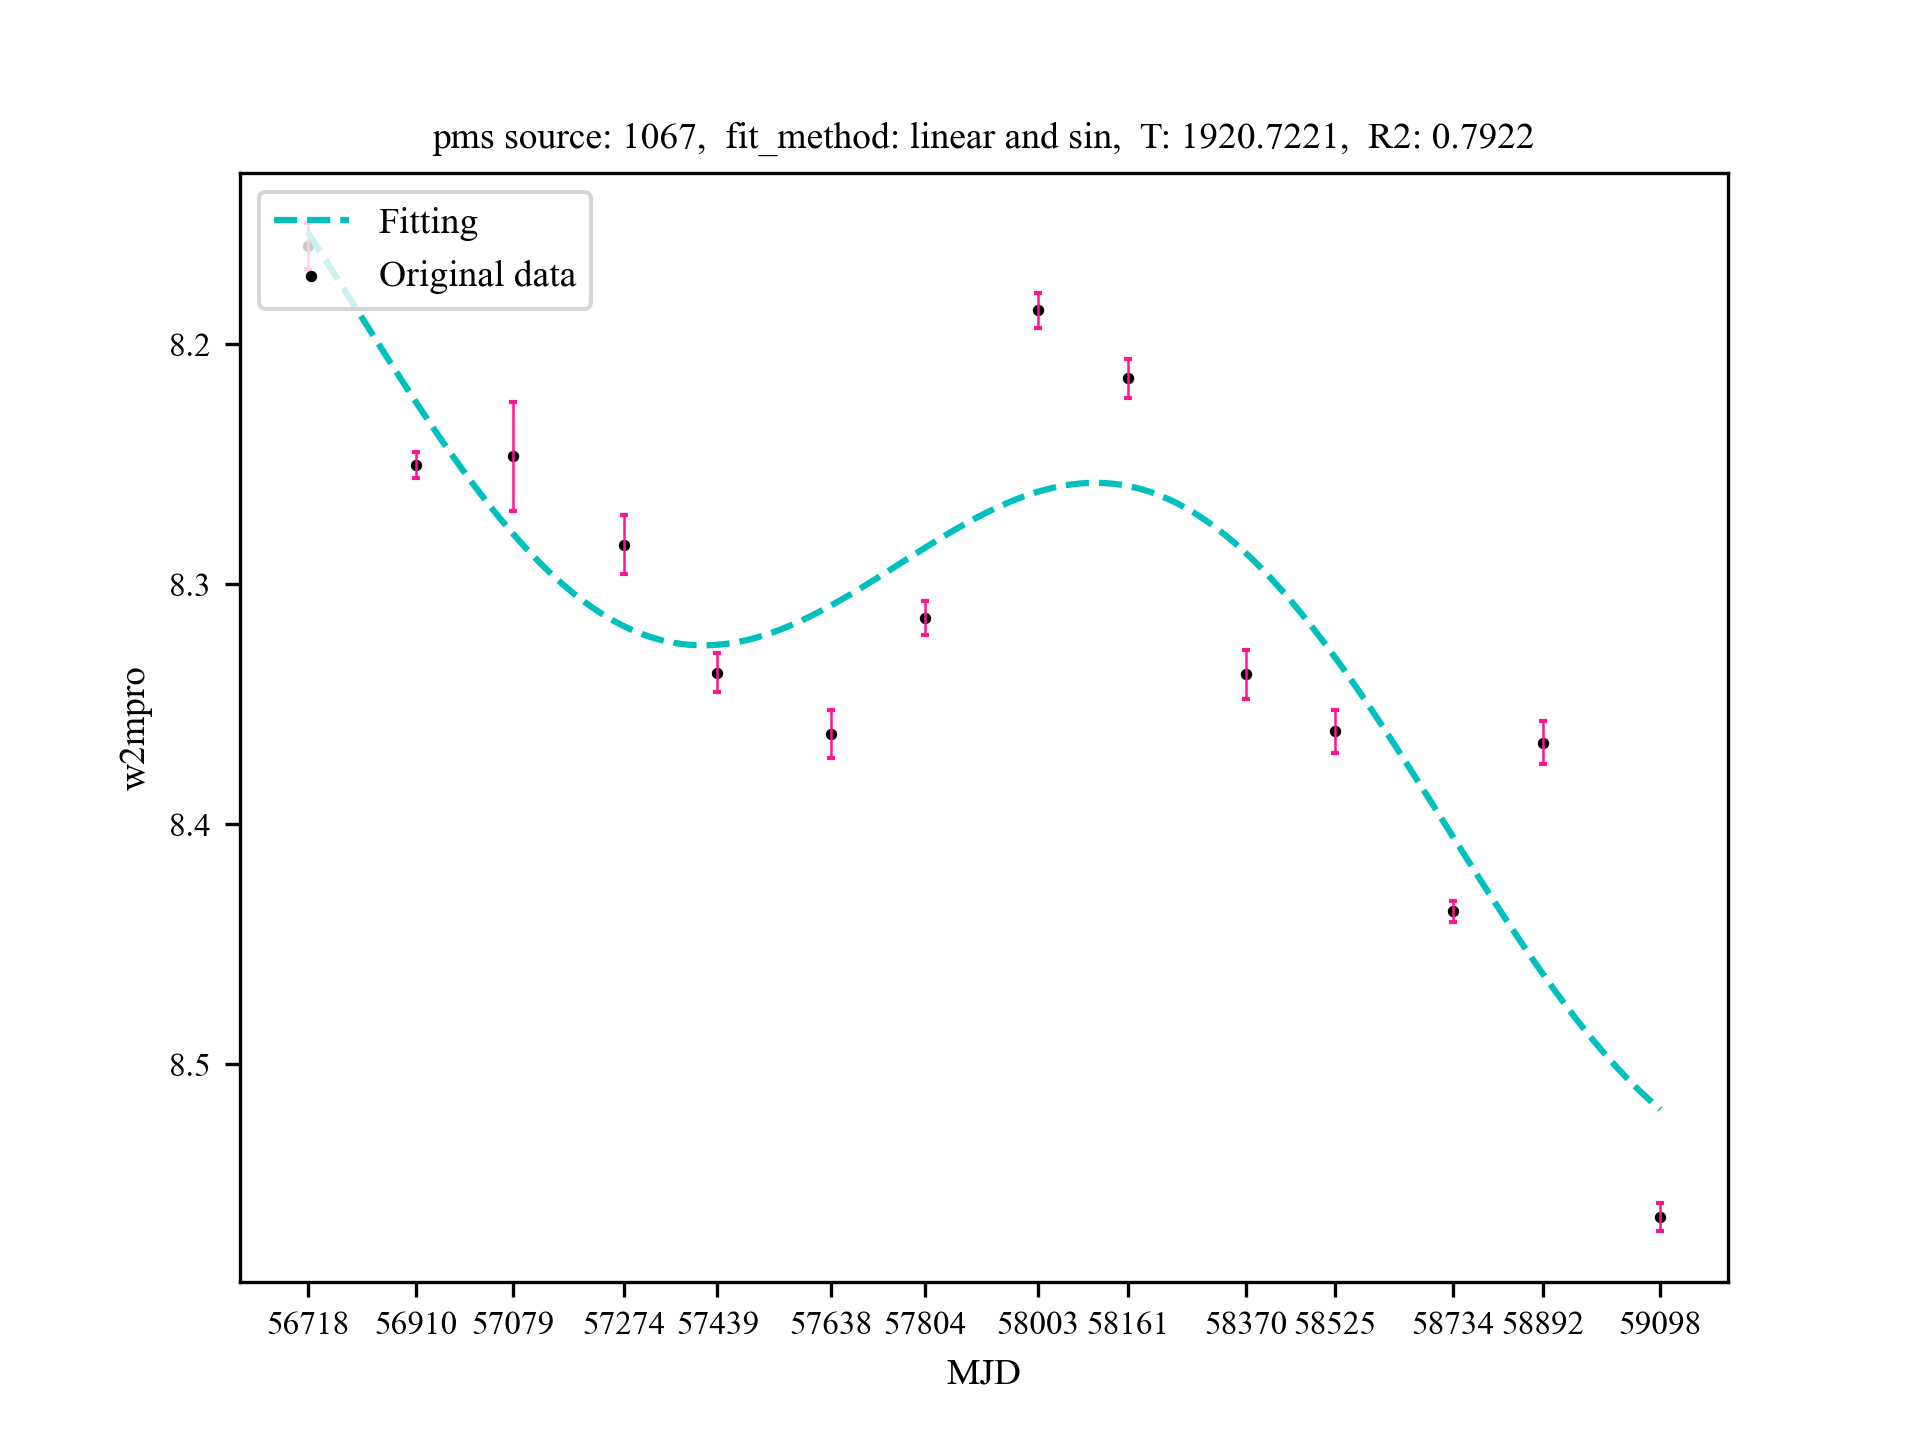 pms source: 1067,  fit_method: linear and sin,  T: 1920.7221,  R2: 0.7922
Fitting
Original data
8.2
8.3
8.4
8.5
w2mpro
56718 56910 57079 57274 57439 57638 57804 58003 58161 58370 58525 58734 58892 59098
MJD